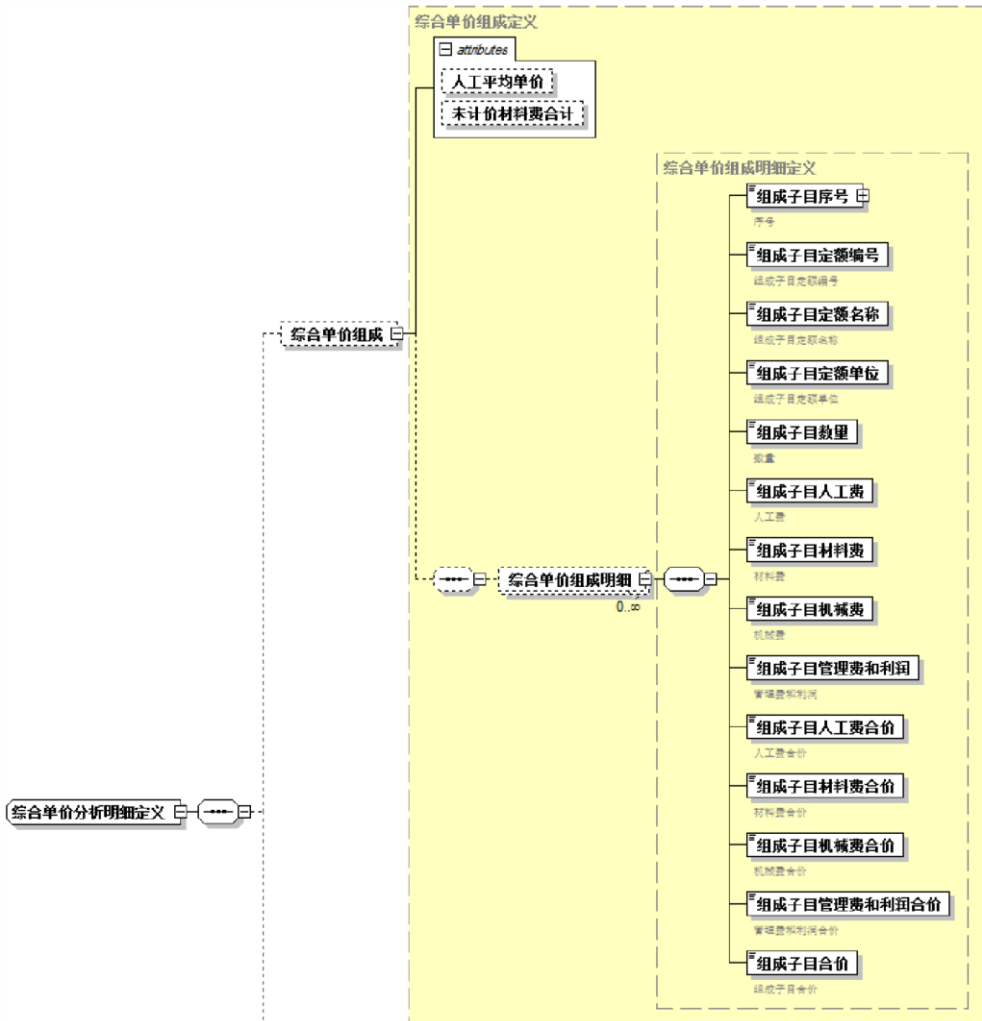 综合单价组成定义
attributes
人工平均单价
未计价材料费合计
综合单价组成明细定义
组成子目序号
序号
组成子目定额编号
组成子目定额编号
组成子目定额名称
组成子目定额名称
综合单价组成
组成子目定额单位
组成子目定额单位
组成子目数量
数量
组成子目人工费
人工费
组成子目材料费
材料费
综合单价组成明细
0..∞
组成子目机械费
机械费
组成子目管理费和利润
管理费和利润
组成子目人工费合价
人工费合价
组成子目材料费合价
材料费合价
综合单价分析明细定义
组成子目机械费合价
机械费合价
组成子目管理费和利润合价
管理费和利润合价
组成子目合价
组成子目合价